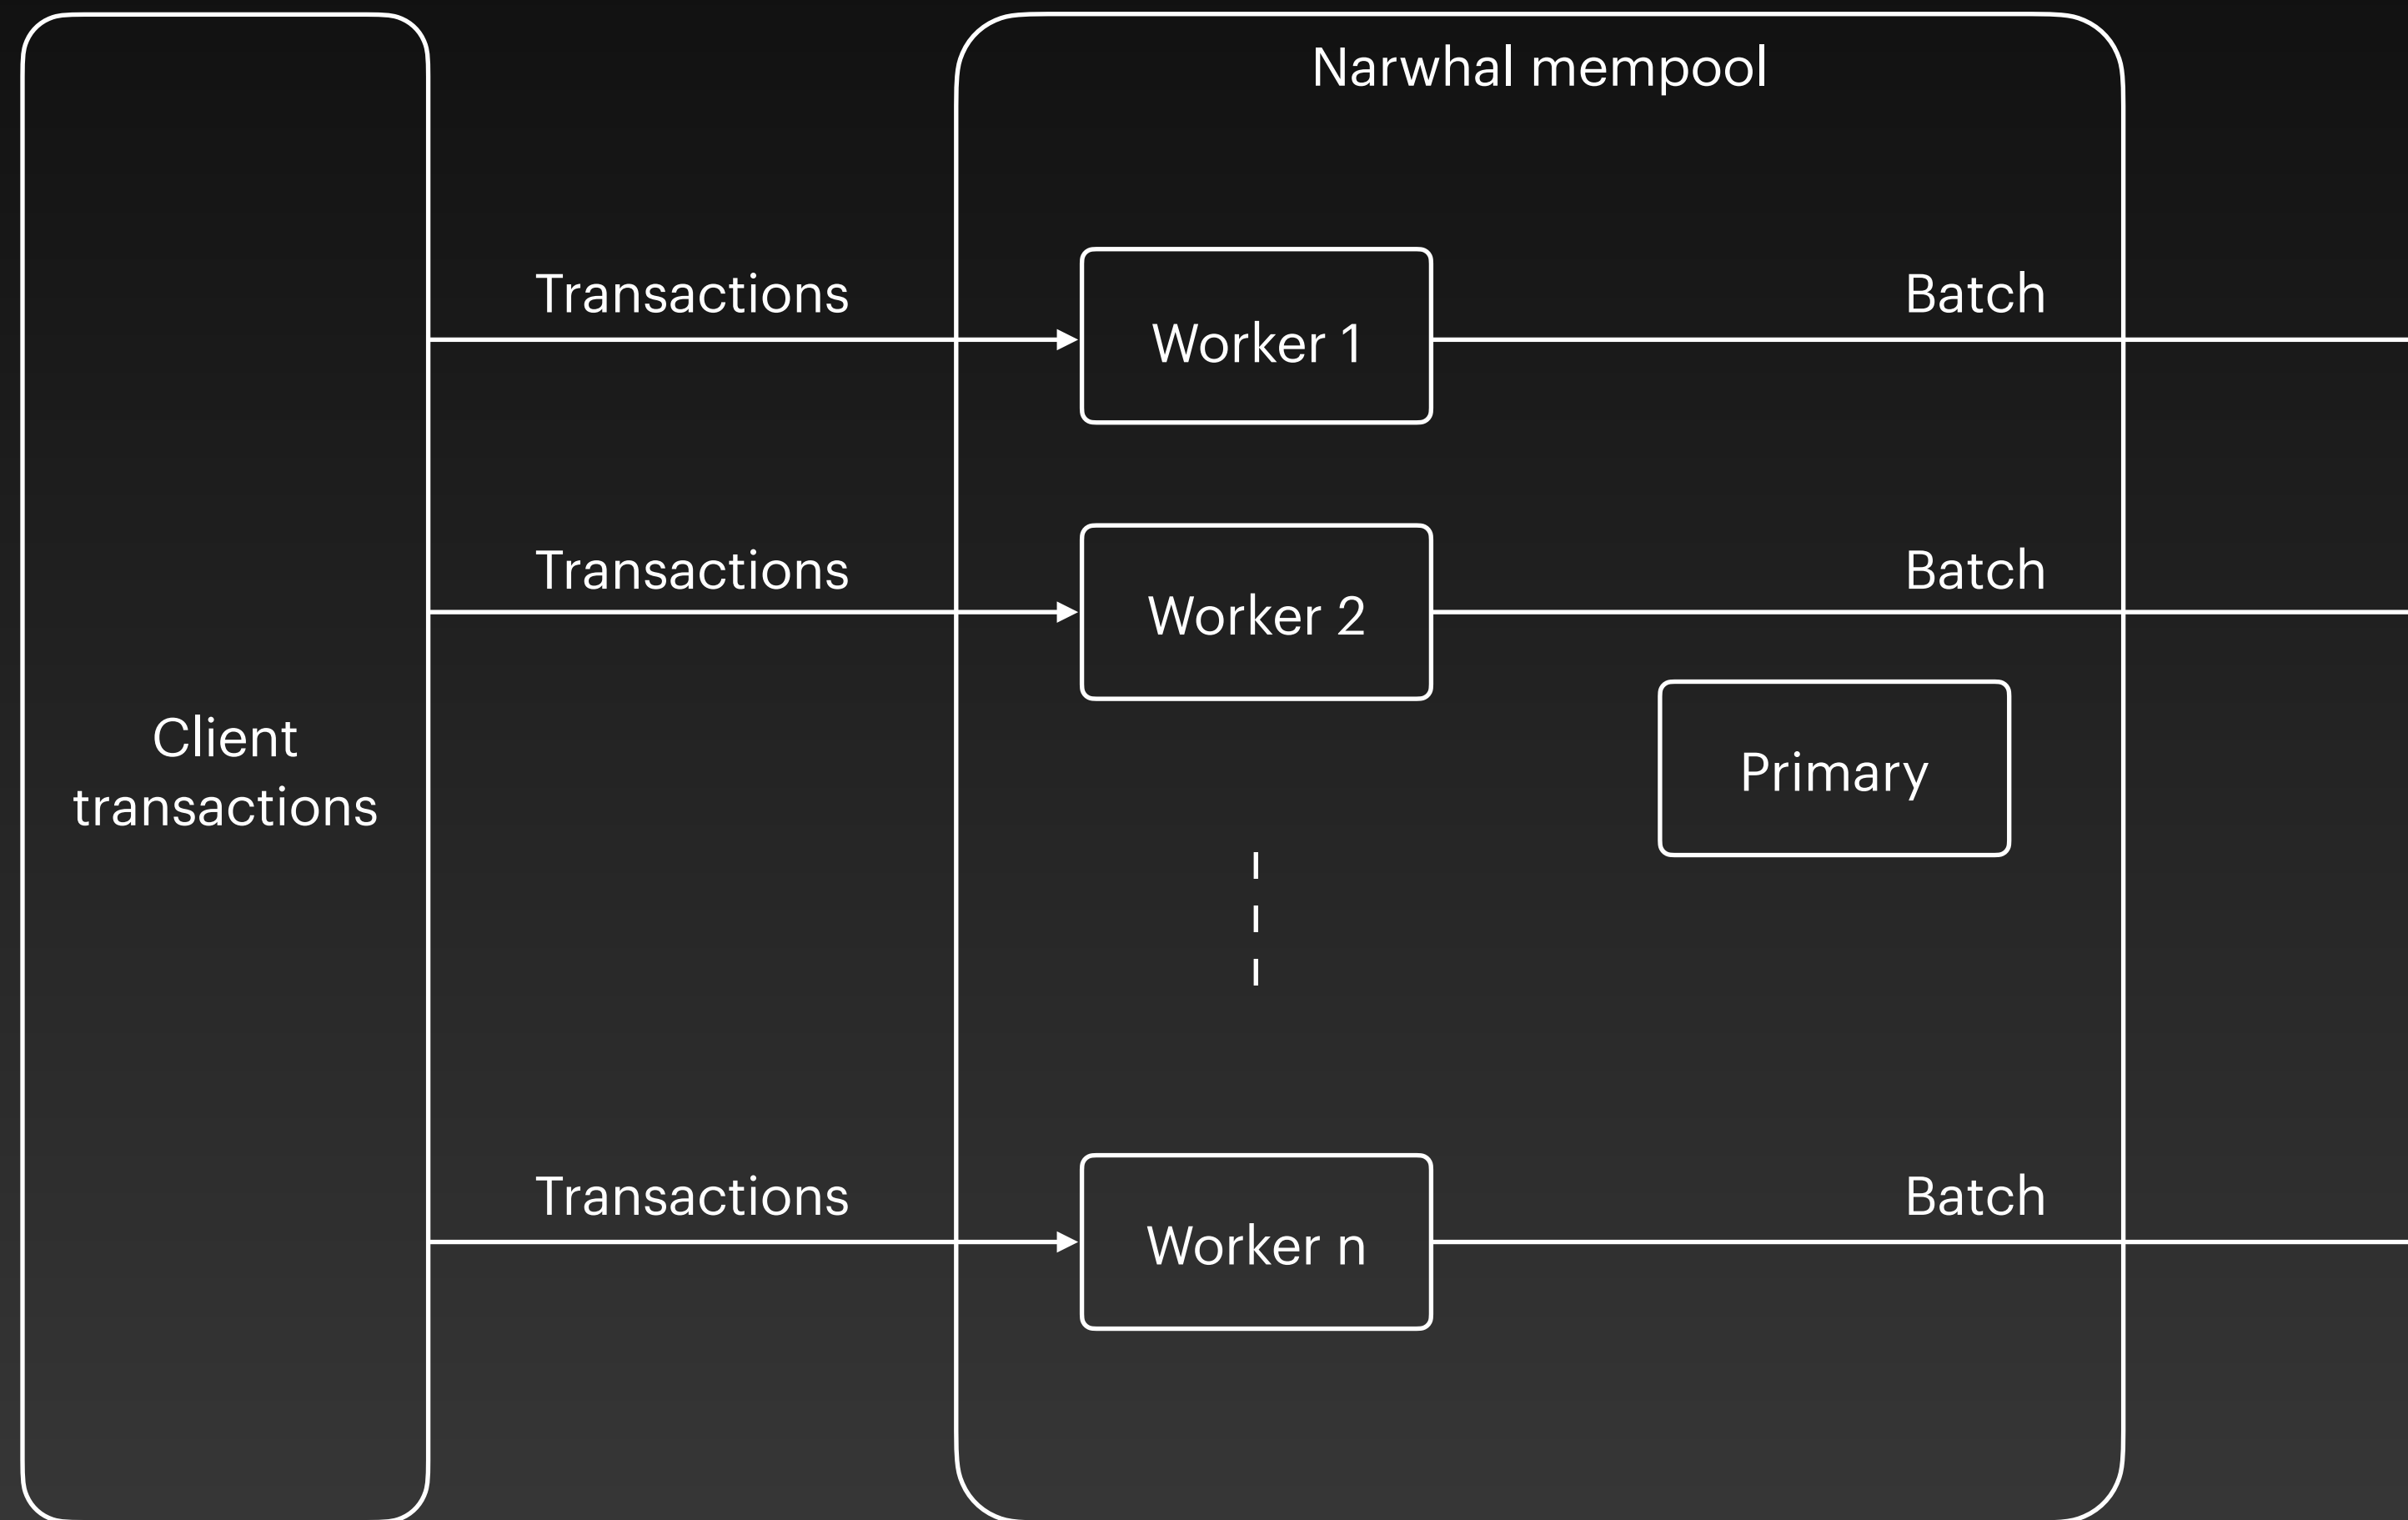 Narwhal mempool
Transactions
Batch
Worker 1
Transactions
Batch
Worker 2
Client
transactions
Primary
Transactions
Batch
Worker n